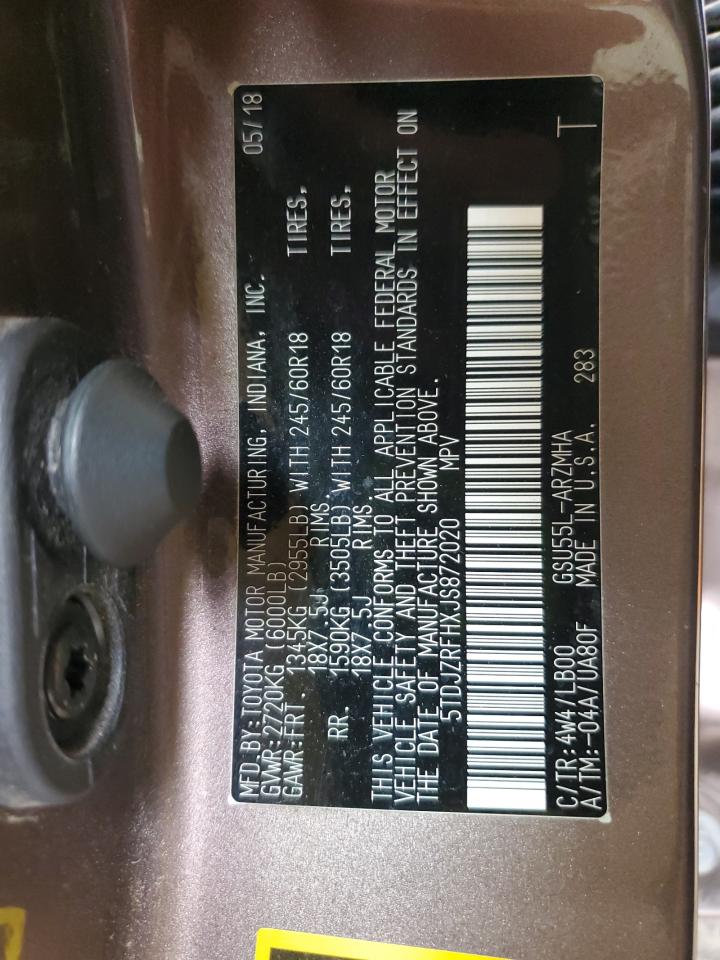 MFD.BY:TOYOTA MOTOR MANUFACTURING, INDIANA, INC. 05/18
GVWR:2720KG (6000LB)
GAWR:FRT. 1345KG (2955LB) WITH 245/60R18 TIRES,
18X7.5J RIMS.
RR. 1590KG (3505LB) WITH 245/60R18 TIRES,
18X7.5J RIMS.
THIS VEHICLE CONFORMS TO ALL APPLICABLE FEDERAL MOTOR
VEHICLE SAFETY AND THEFT PREVENTION STANDARDS IN EFFECT ON
THE DATE OF MANUFACTURE SHOWN ABOVE.
5TDJZRFHXJS872020 MPV
C/TR:4W4/LB00 GSU55L-ARZMHA T
A/TM:-04A/UA80F MADE IN U.S.A. 283